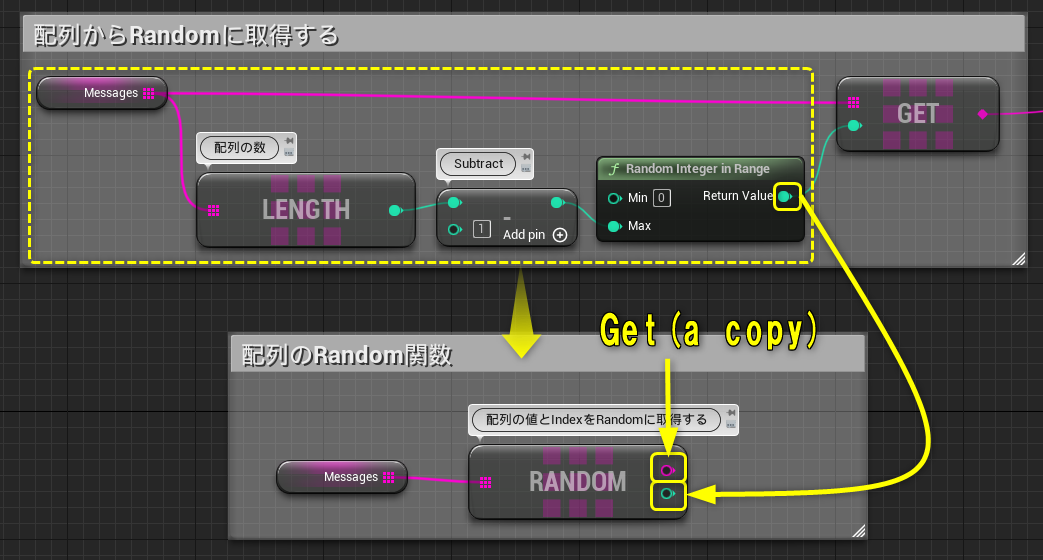 配列からRandomに取得する
Messages
配列の数
LENGTH
Subtract
-
1
Add pin
f Random Integer in Range
Min 0
Return Value
Max
GET
配列のRandom関数
Get(a copy)
配列の値とIndexをRandomに取得する
Messages
RANDOM